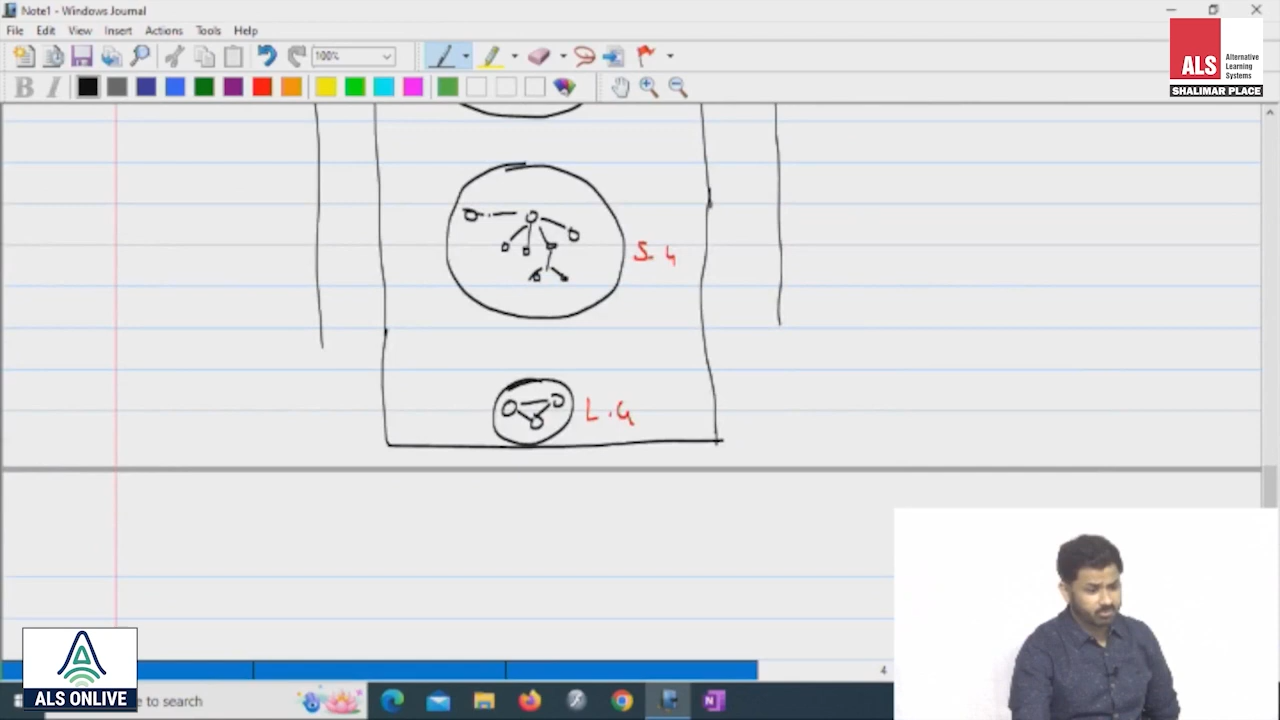 Note1 - Windows Journal
File Edit View Insert Actions Tools Help
100%
B I
ALS Alternative Learning Systems
SHALIMAR PLACE
S. G
L.G
4
ALS ONLIVE
e to search
N